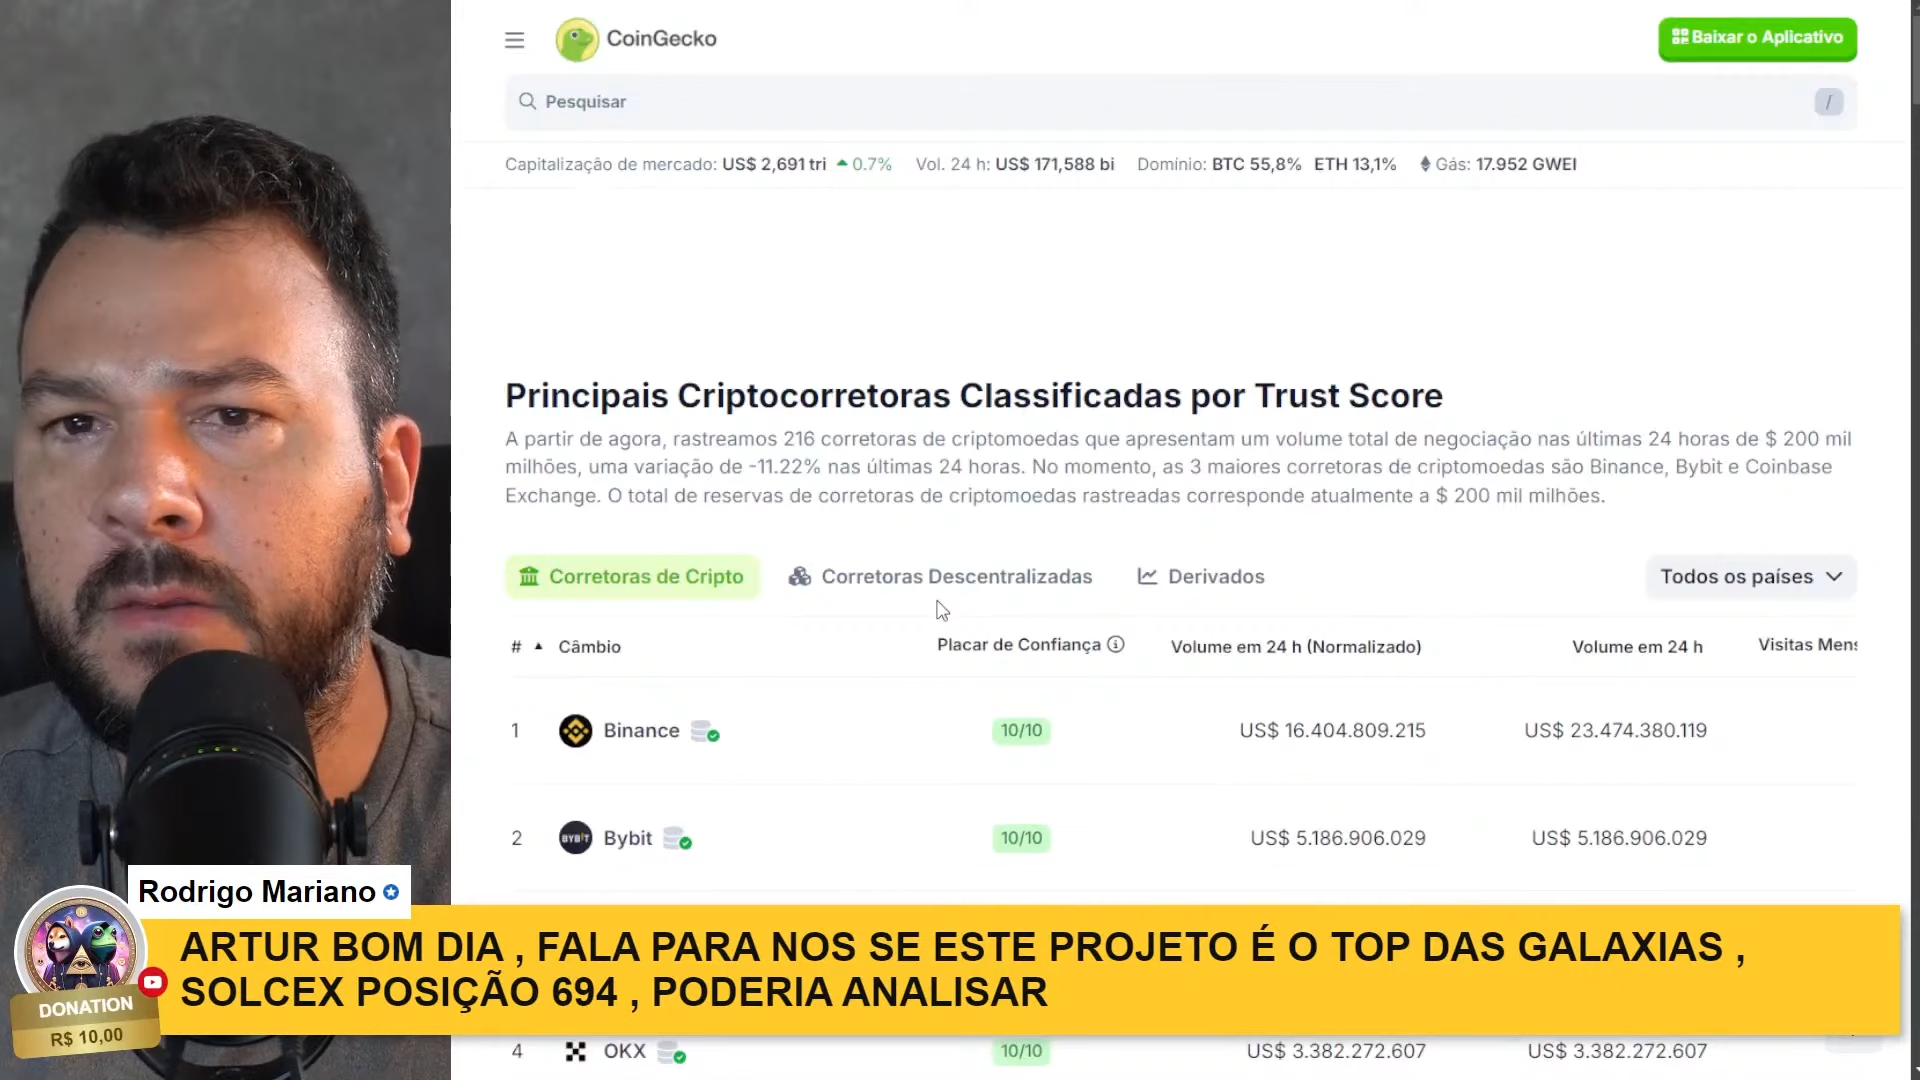 CoinGecko
Baixar o Aplicativo
Pesquisar
/
Capitalização de mercado: US$ 2,691 tri 0.7% Vol. 24 h: US$ 171,588 bi Domínio: BTC 55,8% ETH 13,1% Gás: 17.952 GWEI
Principais Criptocorretoras Classificadas por Trust Score
A partir de agora, rastreamos 216 corretoras de criptomoedas que apresentam um volume total de negociação nas últimas 24 horas de $ 200 mil
milhões, uma variação de -11.22% nas últimas 24 horas. No momento, as 3 maiores corretoras de criptomoedas são Binance, Bybit e Coinbase
Exchange. O total de reservas de corretoras de criptomoedas rastreadas corresponde atualmente a $ 200 mil milhões.
Corretoras de Cripto Corretoras Descentralizadas Derivados Todos os países
# Câmbio Placar de Confiança Volume em 24 h (Normalizado) Volume em 24 h Visitas Mens
1 Binance 10/10 US$ 16.404.809.215 US$ 23.474.380.119
2 BYBIT Bybit 10/10 US$ 5.186.906.029 US$ 5.186.906.029
Rodrigo Mariano
ARTUR BOM DIA , FALA PARA NOS SE ESTE PROJETO É O TOP DAS GALAXIAS ,
SOLCEX POSIÇÃO 694 , PODERIA ANALISAR
DONATION
R$ 10,00
4 OKX 10/10 US$ 3.382.272.607 US$ 3.382.272.607